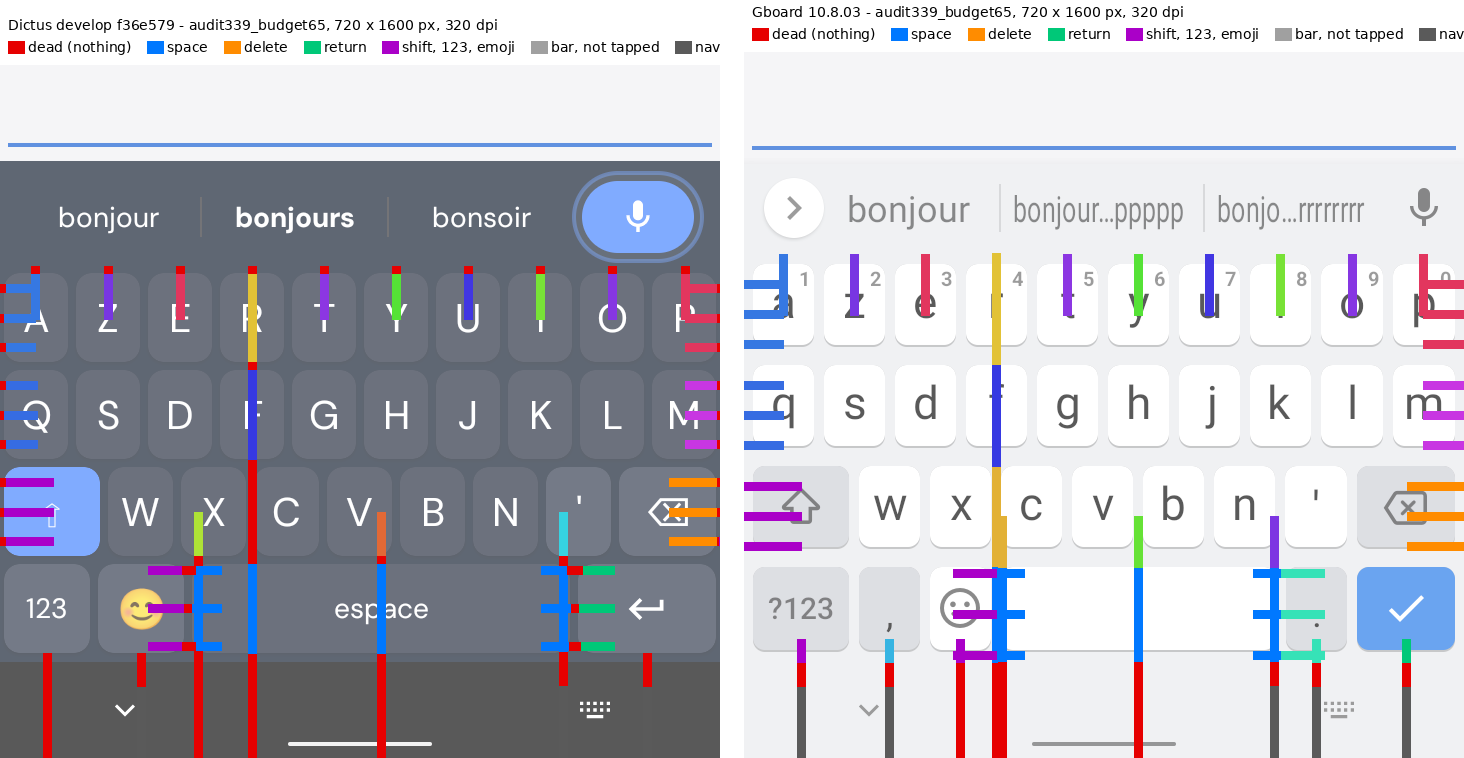 Dictus develop f36e579 - audit339_budget65, 720 x 1600 px, 320 dpi
dead (nothing) space delete return shift, 123, emoji bar, not tapped nav
bonjour bonjours bonsoir
A Z E R T Y U I O P
Q S D F G H J K L M
W X C V B N '
123 espace
Gboard 10.8.03 - audit339_budget65, 720 x 1600 px, 320 dpi
dead (nothing) space delete return shift, 123, emoji bar, not tapped nav
bonjour bonjour...ppppp bonjo...rrrrrrrr
1 2 3 4 5 6 7 8 9 0
a z e r t y u i o p
q s d f g h j k l m
w x c v b n '
?123 , .